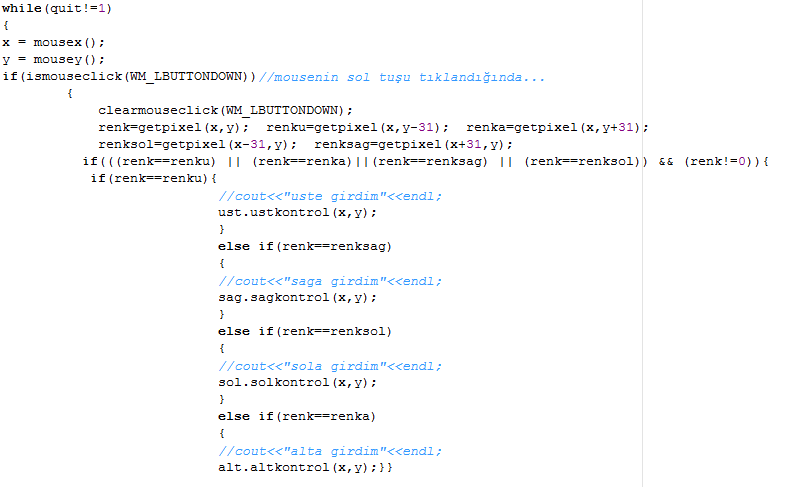 while(quit!=1)
{
x = mousex();
y = mousey();
if(ismouseclick(WM_LBUTTONDOWN))//mousenin sol tuşu tıklandığında...
{
clearmouseclick(WM_LBUTTONDOWN);
renk=getpixel(x,y);  renku=getpixel(x,y-31);  renka=getpixel(x,y+31);
renksol=getpixel(x-31,y);  renksag=getpixel(x+31,y);
if(((renk==renku) || (renk==renka)||(renk==renksag) || (renk==renksol)) && (renk!=0)){
if(renk==renku){
//cout<<"uste girdim"<<endl;
ust.ustkontrol(x,y);
}
else if(renk==renksag)
{
//cout<<"saga girdim"<<endl;
sag.sagkontrol(x,y);
}
else if(renk==renksol)
{
//cout<<"sola girdim"<<endl;
sol.solkontrol(x,y);
}
else if(renk==renka)
{
//cout<<"alta girdim"<<endl;
alt.altkontrol(x,y);}}